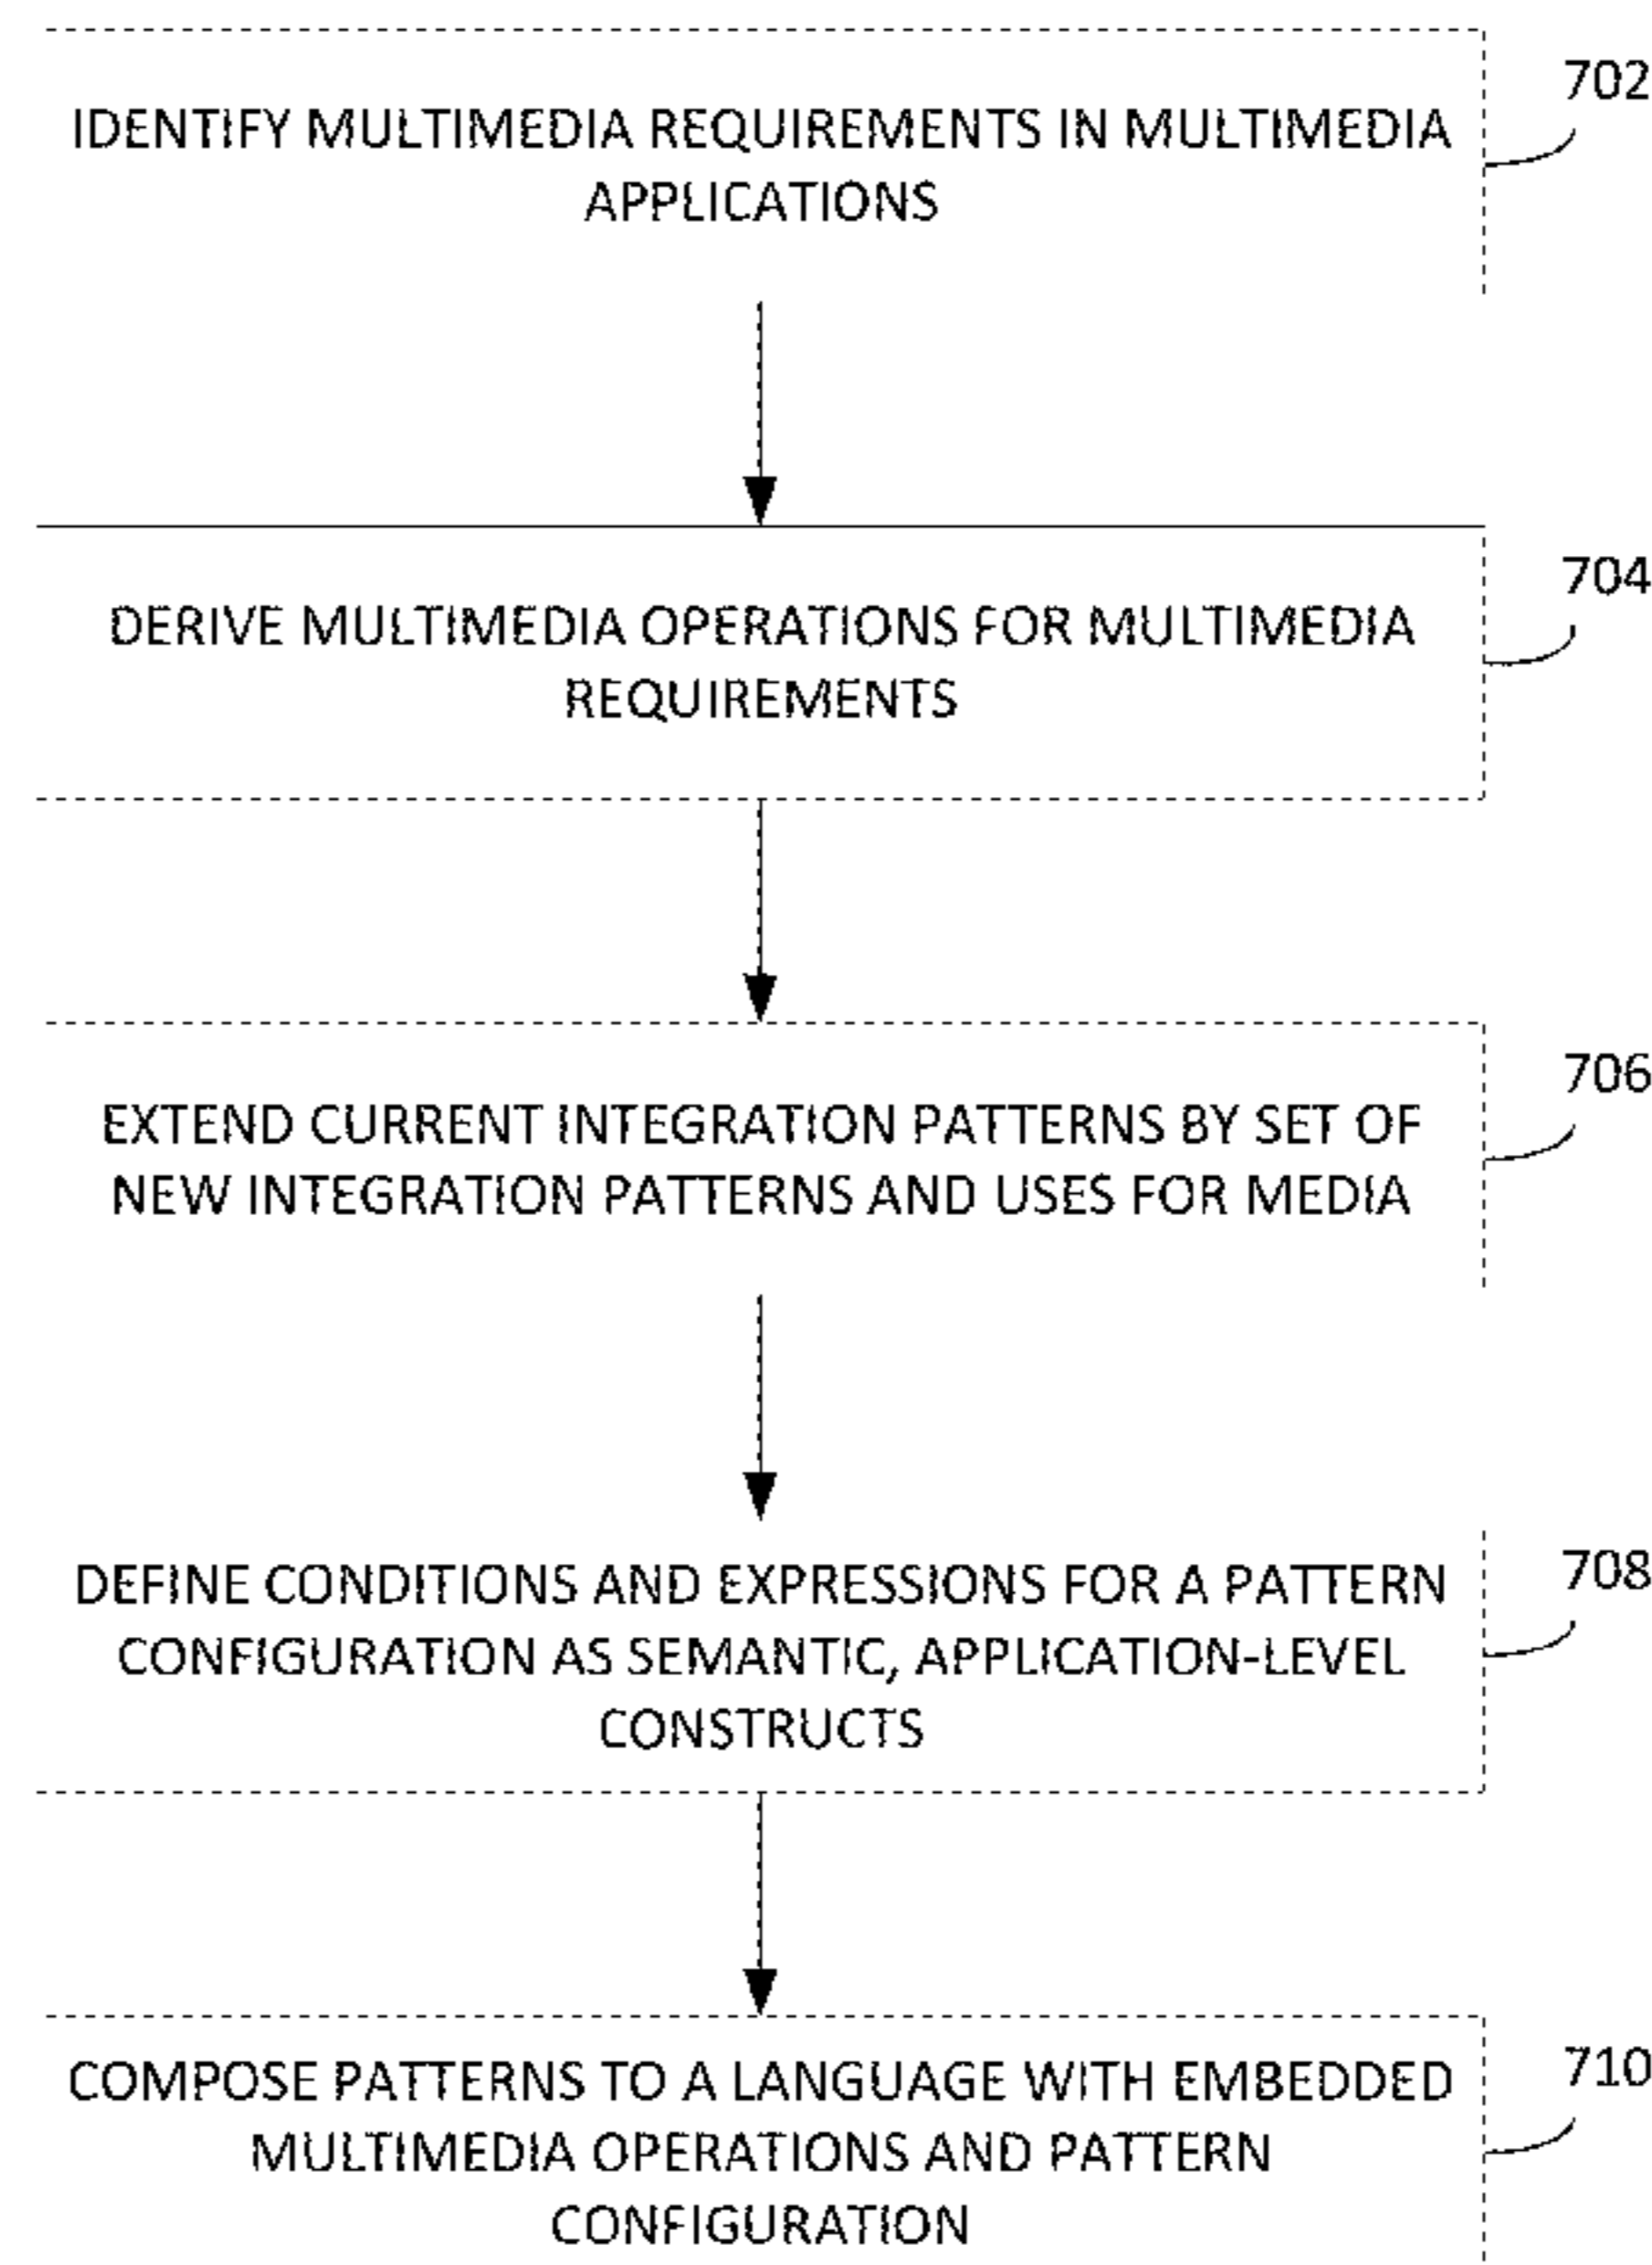 702
IDENTIFY MULTIMEDIA REQUIREMENTS IN MULTIMEDIA
APPLICATIONS
704
DERIVE MULTIMEDIA OPERATIONS FOR MULTIMEDIA
REQUIREMENTS
706
EXTEND CURRENT INTEGRATION PATTERNS BY SET OF
NEW INTEGRATION PATTERNS AND USES FOR MEDIA
708
DEFINE CONDITIONS AND EXPRESSIONS FOR A PATTERN
CONFIGURATION AS SEMANTIC, APPLICATION-LEVEL
CONSTRUCTS
710
COMPOSE PATTERNS TO A LANGUAGE WITH EMBEDDED
MULTIMEDIA OPERATIONS AND PATTERN
CONFIGURATION